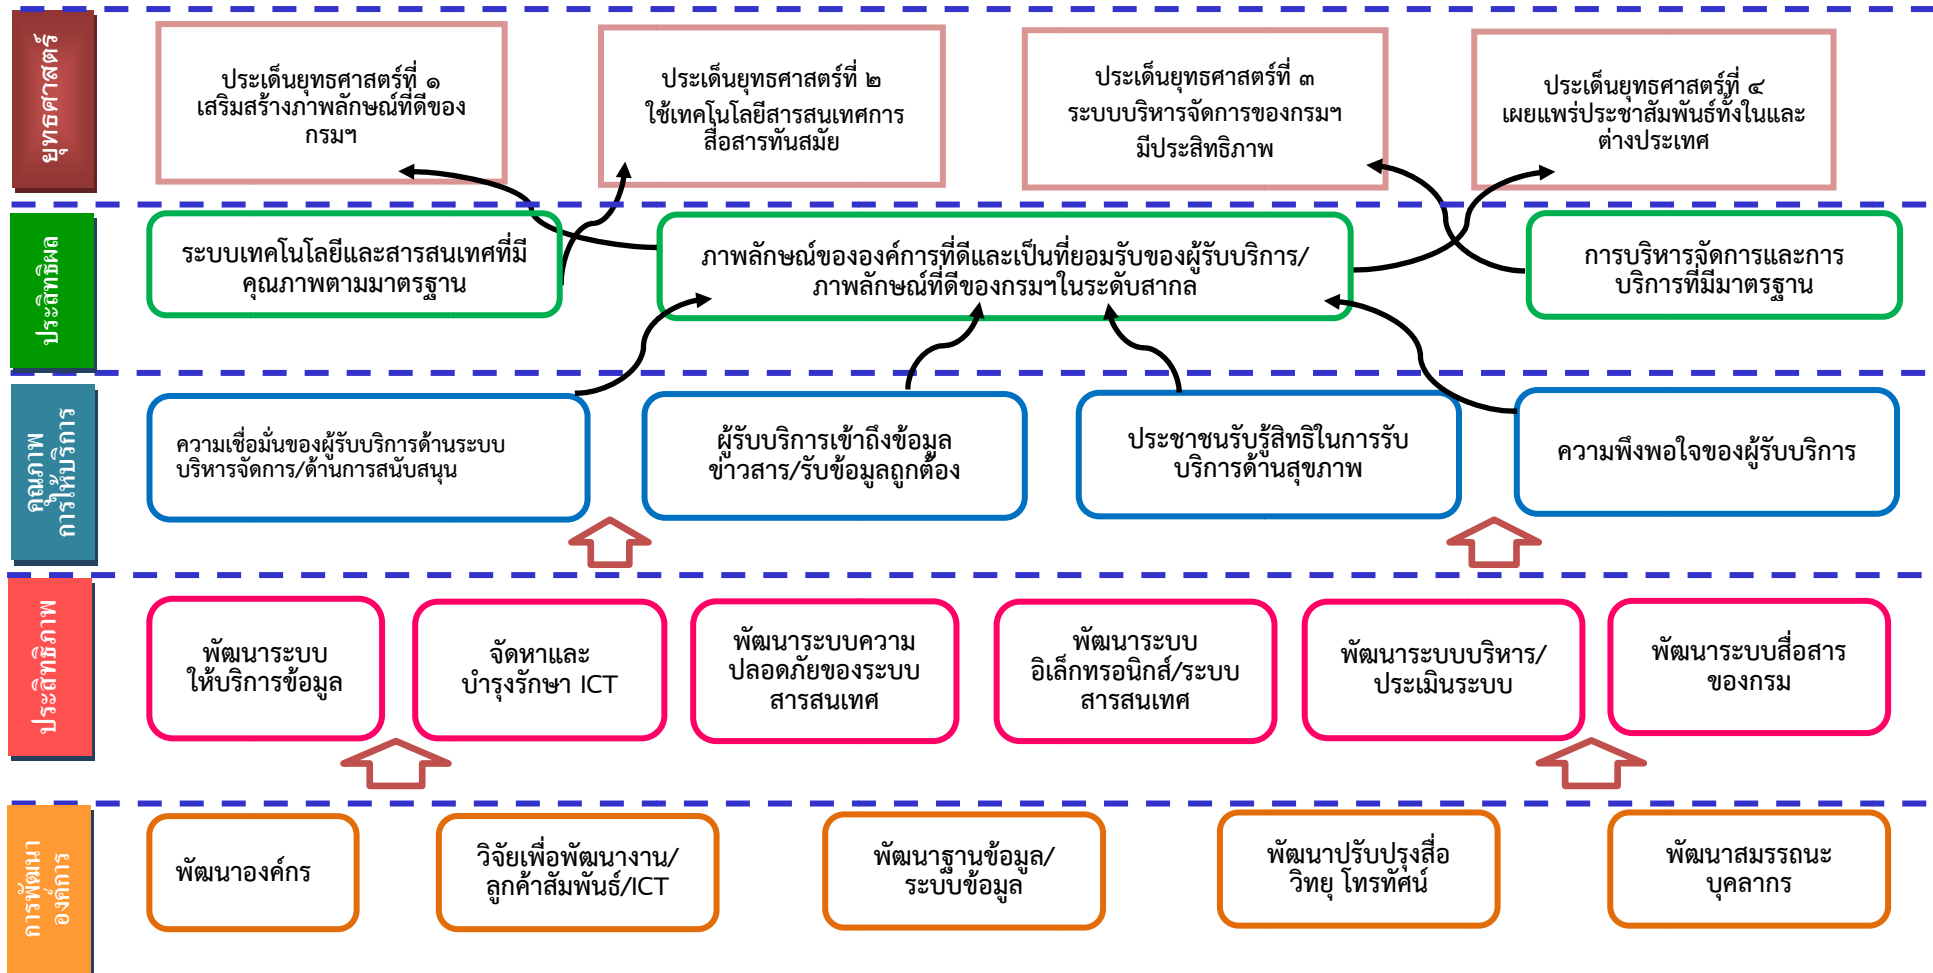 ยุทธศาสตร์
ประเด็นยุทธศาสตร์ที่ ๑
เสริมสร้างภาพลักษณ์ที่ดีของ
กรมฯ
ประเด็นยุทธศาสตร์ที่ ๒
ใช้เทคโนโลยีสารสนเทศการ
สื่อสารทันสมัย
ประเด็นยุทธศาสตร์ที่ ๓
ระบบบริหารจัดการของกรมฯ
มีประสิทธิภาพ
ประเด็นยุทธศาสตร์ที่ ๔
เผยแพร่ประชาสัมพันธ์ทั้งในและ
ต่างประเทศ
ประสิทธิผล
ระบบเทคโนโลยีและสารสนเทศที่มี
คุณภาพตามมาตรฐาน
ภาพลักษณ์ขององค์การที่ดีและเป็นที่ยอมรับของผู้รับบริการ/
ภาพลักษณ์ที่ดีของกรมฯในระดับสากล
การบริหารจัดการและการ
บริการที่มีมาตรฐาน
คุณภาพ
การให้บริการ
ความเชื่อมั่นของผู้รับบริการด้านระบบ
บริหารจัดการ/ด้านการสนับสนุน
ผู้รับบริการเข้าถึงข้อมูล
ข่าวสาร/รับข้อมูลถูกต้อง
ประชาชนรับรู้สิทธิในการรับ
บริการด้านสุขภาพ
ความพึงพอใจของผู้รับบริการ
ประสิทธิภาพ
พัฒนาระบบ
ให้บริการข้อมูล
จัดหาและ
บำรุงรักษา ICT
พัฒนาระบบความ
ปลอดภัยของระบบ
สารสนเทศ
พัฒนาระบบ
อิเล็กทรอนิกส์/ระบบ
สารสนเทศ
พัฒนาระบบบริหาร/
ประเมินระบบ
พัฒนาระบบสื่อสาร
ของกรม
การพัฒนา
องค์การ
พัฒนาองค์กร
วิจัยเพื่อพัฒนางาน/
ลูกค้าสัมพันธ์/ICT
พัฒนาฐานข้อมูล/
ระบบข้อมูล
พัฒนาปรับปรุงสื่อ
วิทยุ โทรทัศน์
พัฒนาสมรรถนะ
บุคลากร